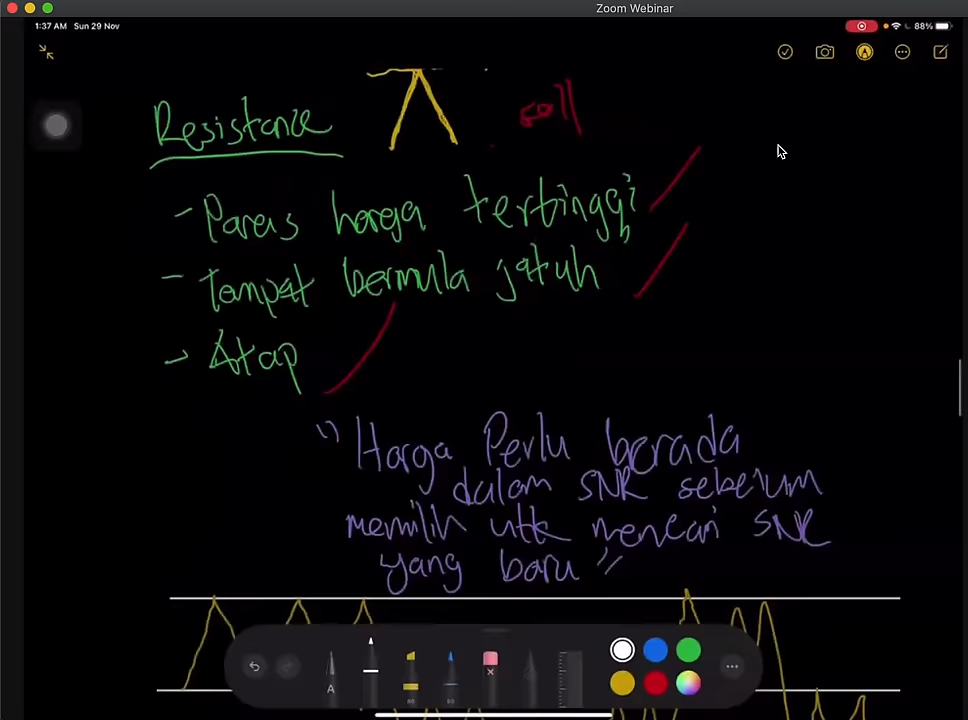 Zoom Webinar
1:37 AM Sun 29 Nov
88%
Resistance
sell
- Paras harga tertinggi
- Tempat bermula jatuh
- Atap
" Harga Perlu berada
dalam SNR sebelum
memilih utk mencari SNR
yang baru "
A